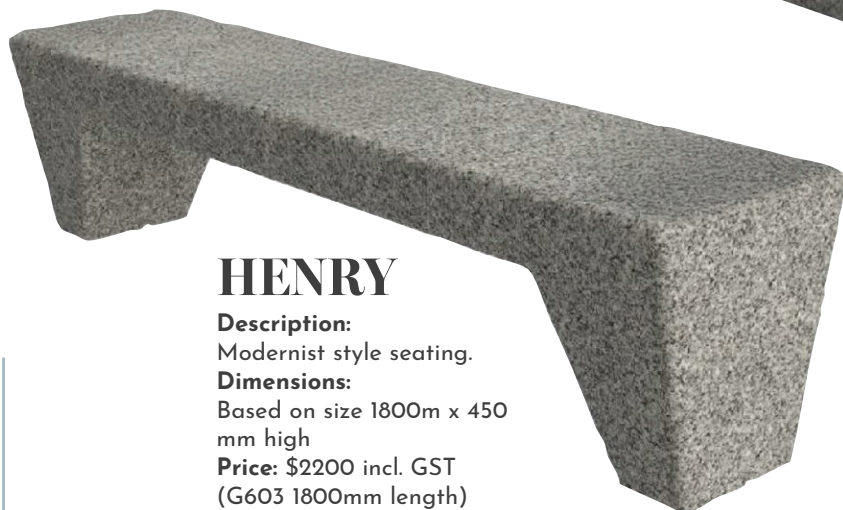 HENRY
Description:
Modernist style seating.
Dimensions:
Based on size 1800m x 450
mm high
Price: $2200 incl. GST
(G603 1800mm length)